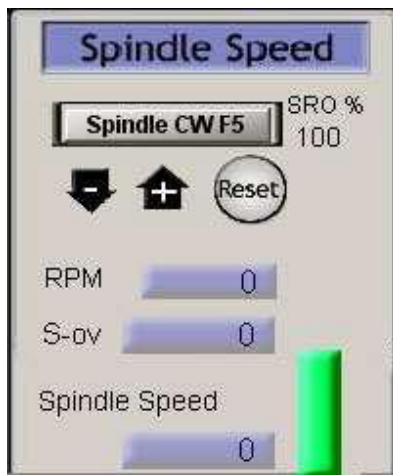 Spindle Speed
Spindle CW F5
SRO %
100
-
+
Reset
RPM 0
S-ov 0
Spindle Speed
0